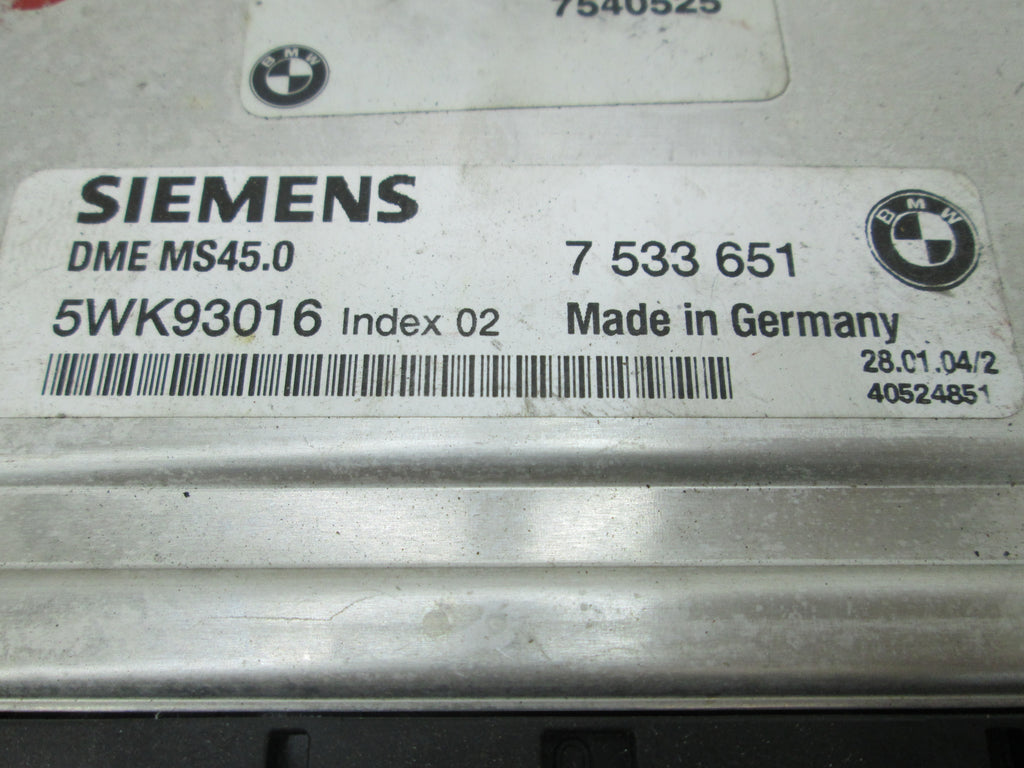 7540525
BMW
SIEMENS
DME MS45.0
7 533 651
BMW
5WK93016 Index 02
Made in Germany
28.01.04/2
40524851